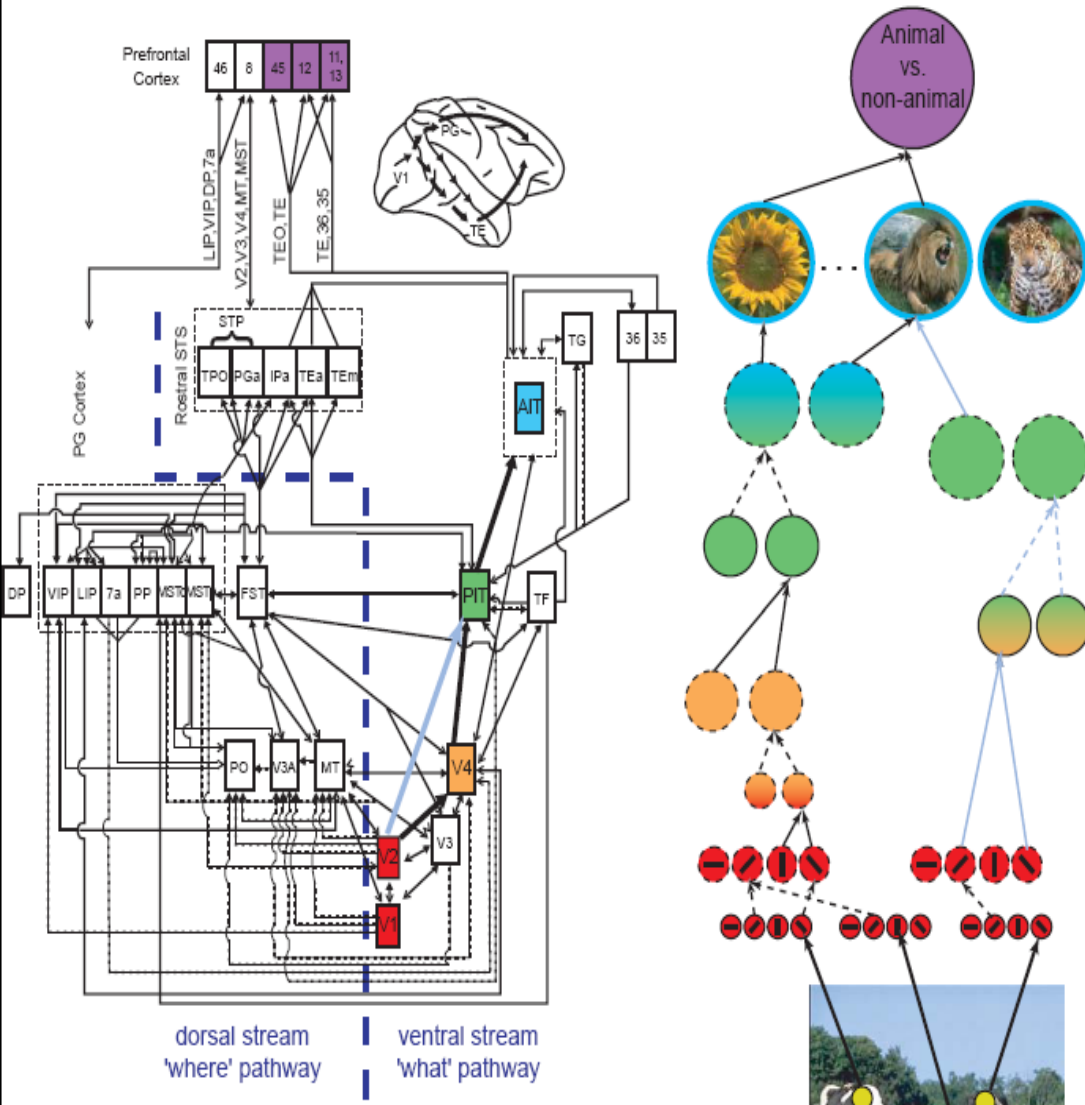 Prefrontal
Cortex
46
8
45
12
11,
13
LIP,VIP,DP,7a
V2,V3,V4,MT,MST
TEO,TE
TE,36,35
PG
V1
TE
Animal
vs.
non-animal
PG Cortex
Rostral STS
STP
TPO
PGa
IPa
TEa
TEm
TG
36
35
AIT
DP
VIP
LIP
7a
PP
FST
PIT
TF
PO
V3A
MT
V4
V2
V3
V1
dorsal stream
'where' pathway
ventral stream
'what' pathway